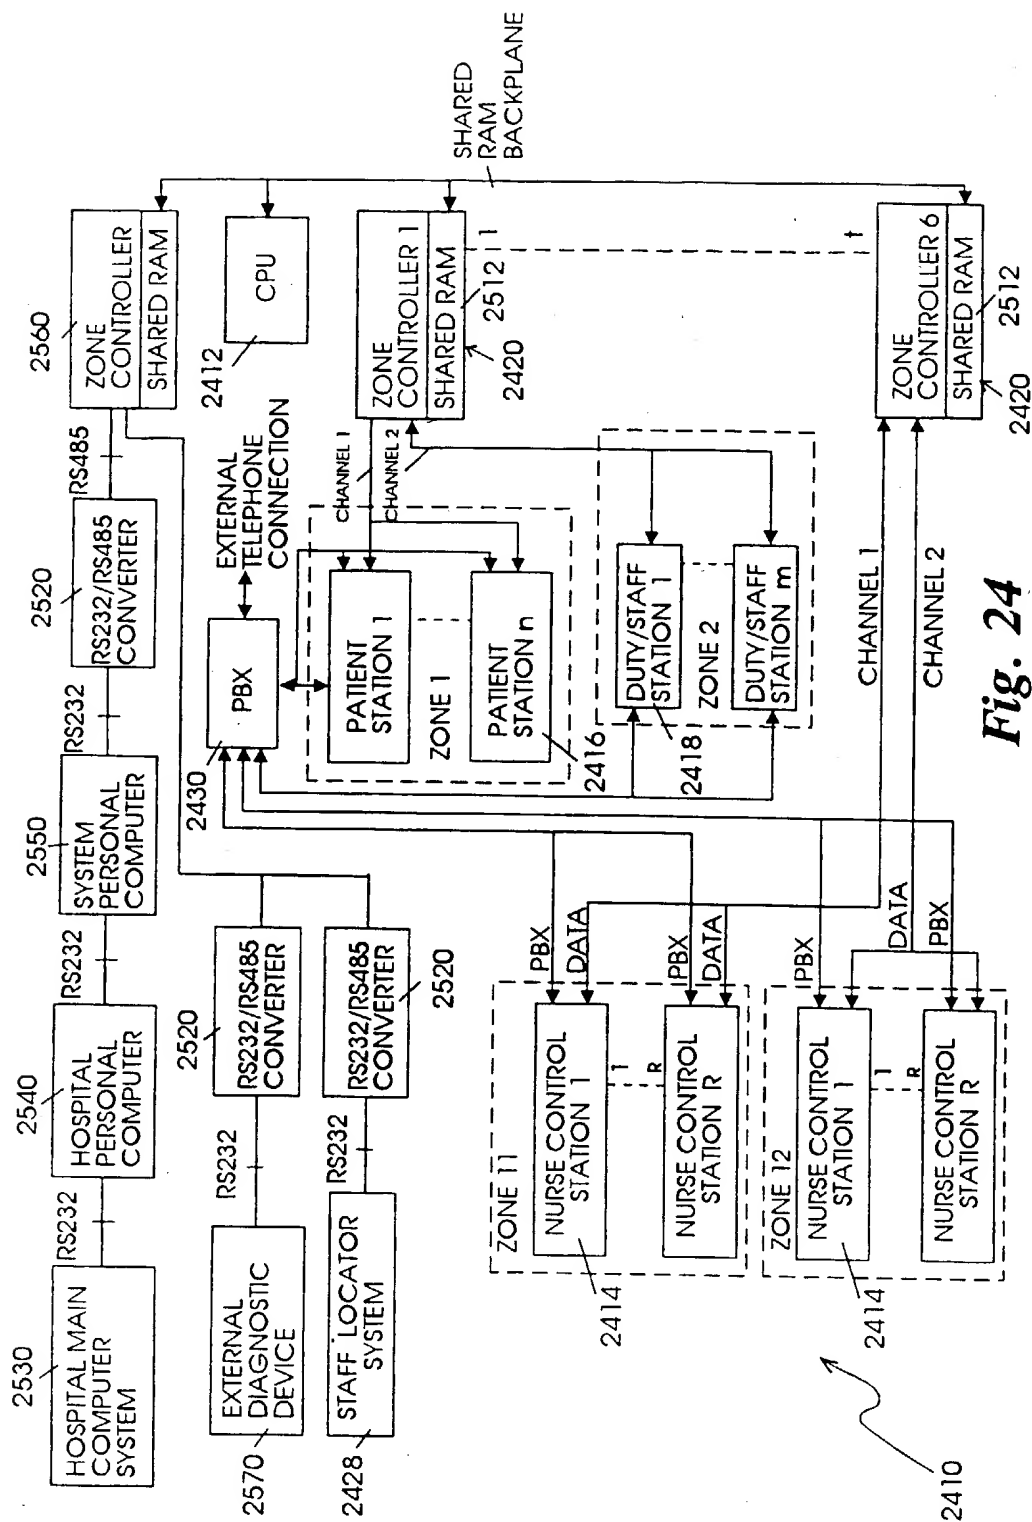 2530
HOSPITAL MAIN
COMPUTER
SYSTEM
RS232
2540
HOSPITAL
PERSONAL
COMPUTER
RS232
2550
SYSTEM
PERSONAL
COMPUTER
RS232
2520
RS232/RS485
CONVERTER
RS485
2560
ZONE
CONTROLLER
SHARED RAM
EXTERNAL
DIAGNOSTIC
DEVICE
2570
RS232
2520
RS232/RS485
CONVERTER
STAFF LOCATOR
SYSTEM
2428
RS232
RS232/RS485
CONVERTER
2520
2430
PBX
EXTERNAL
TELEPHONE
CONNECTION
2412
CPU
SHARED
RAM
BACKPLANE
PATIENT
STATION 1
ZONE 1
PATIENT
STATION n
2416
CHANNEL 1
CHANNEL 2
ZONE
CONTROLLER 1
SHARED RAM
2512
2420
1
t
DUTY/STAFF
STATION 1
2418
ZONE 2
DUTY/STAFF
STATION m
ZONE 11
NURSE CONTROL
STATION 1
2414
1
R
NURSE CONTROL
STATION R
PBX
DATA
PBX
DATA
ZONE 12
NURSE CONTROL
STATION 1
2414
1
R
NURSE CONTROL
STATION R
PBX
DATA
PBX
CHANNEL 1
CHANNEL 2
ZONE
CONTROLLER 6
SHARED RAM
2512
2420
2410
Fig. 24